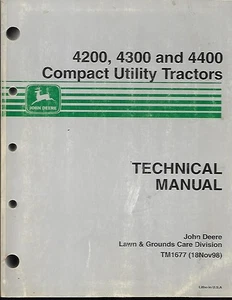 4200, 4300 and 4400
Compact Utility Tractors
JOHN DEERE
TECHNICAL
MANUAL
John Deere
Lawn & Grounds Care Division
TM1677 (18Nov98)